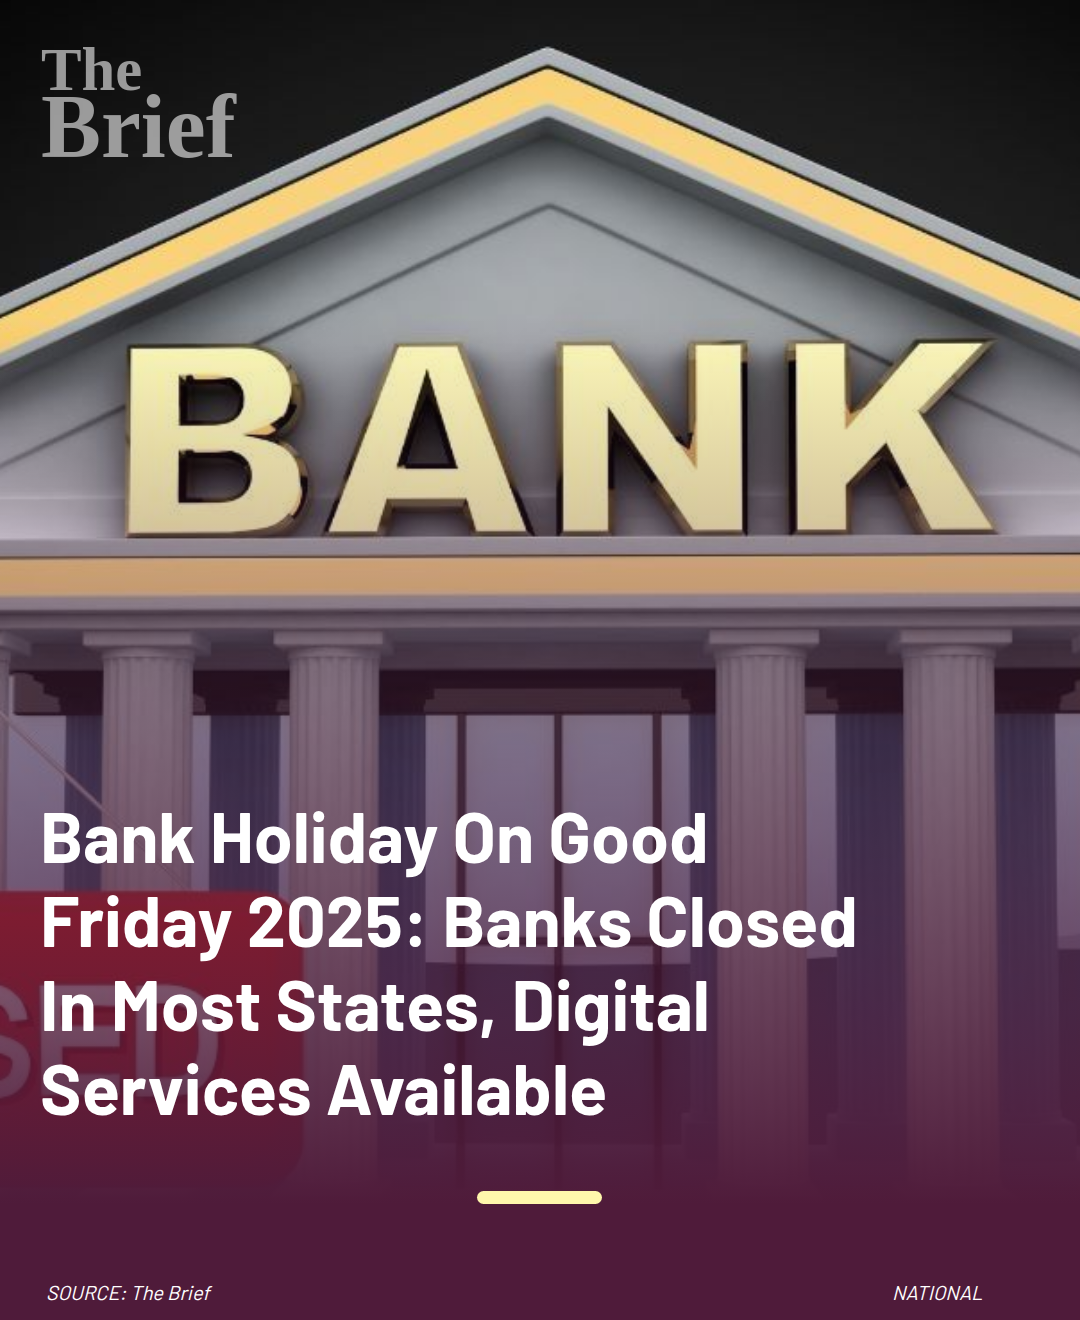 The
Brief
BANK
Bank Holiday On Good
Friday 2025: Banks Closed
In Most States, Digital
Services Available
SED
SOURCE: The Brief
NATIONAL